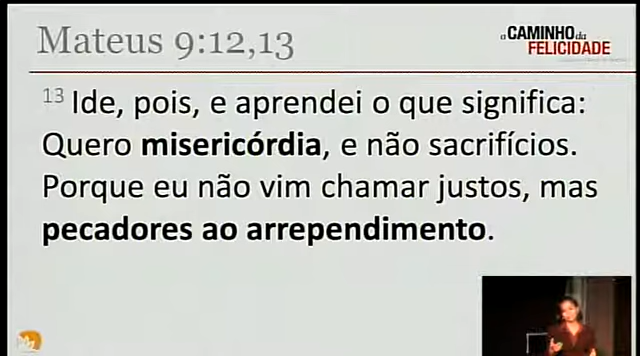 Mateus 9:12,13
a CAMINHO da
FELICIDADE
13 Ide, pois, e aprendei o que significa:
Quero misericórdia, e não sacrifícios.
Porque eu não vim chamar justos, mas
pecadores ao arrependimento.